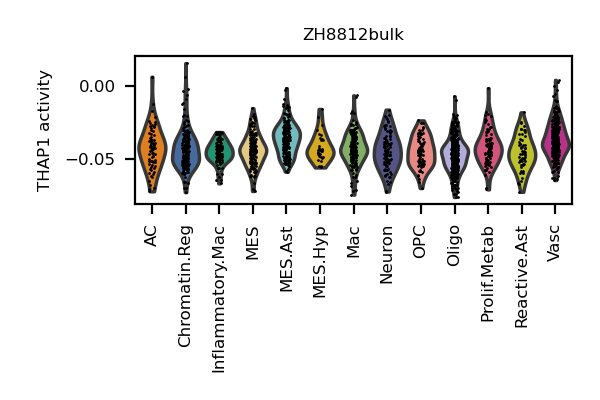 ZH8812bulk
THAP1 activity
0.00
−0.05
AC
Chromatin.Reg
Inflammatory.Mac
MES
MES.Ast
MES.Hyp
Mac
Neuron
OPC
Oligo
Prolif.Metab
Reactive.Ast
Vasc